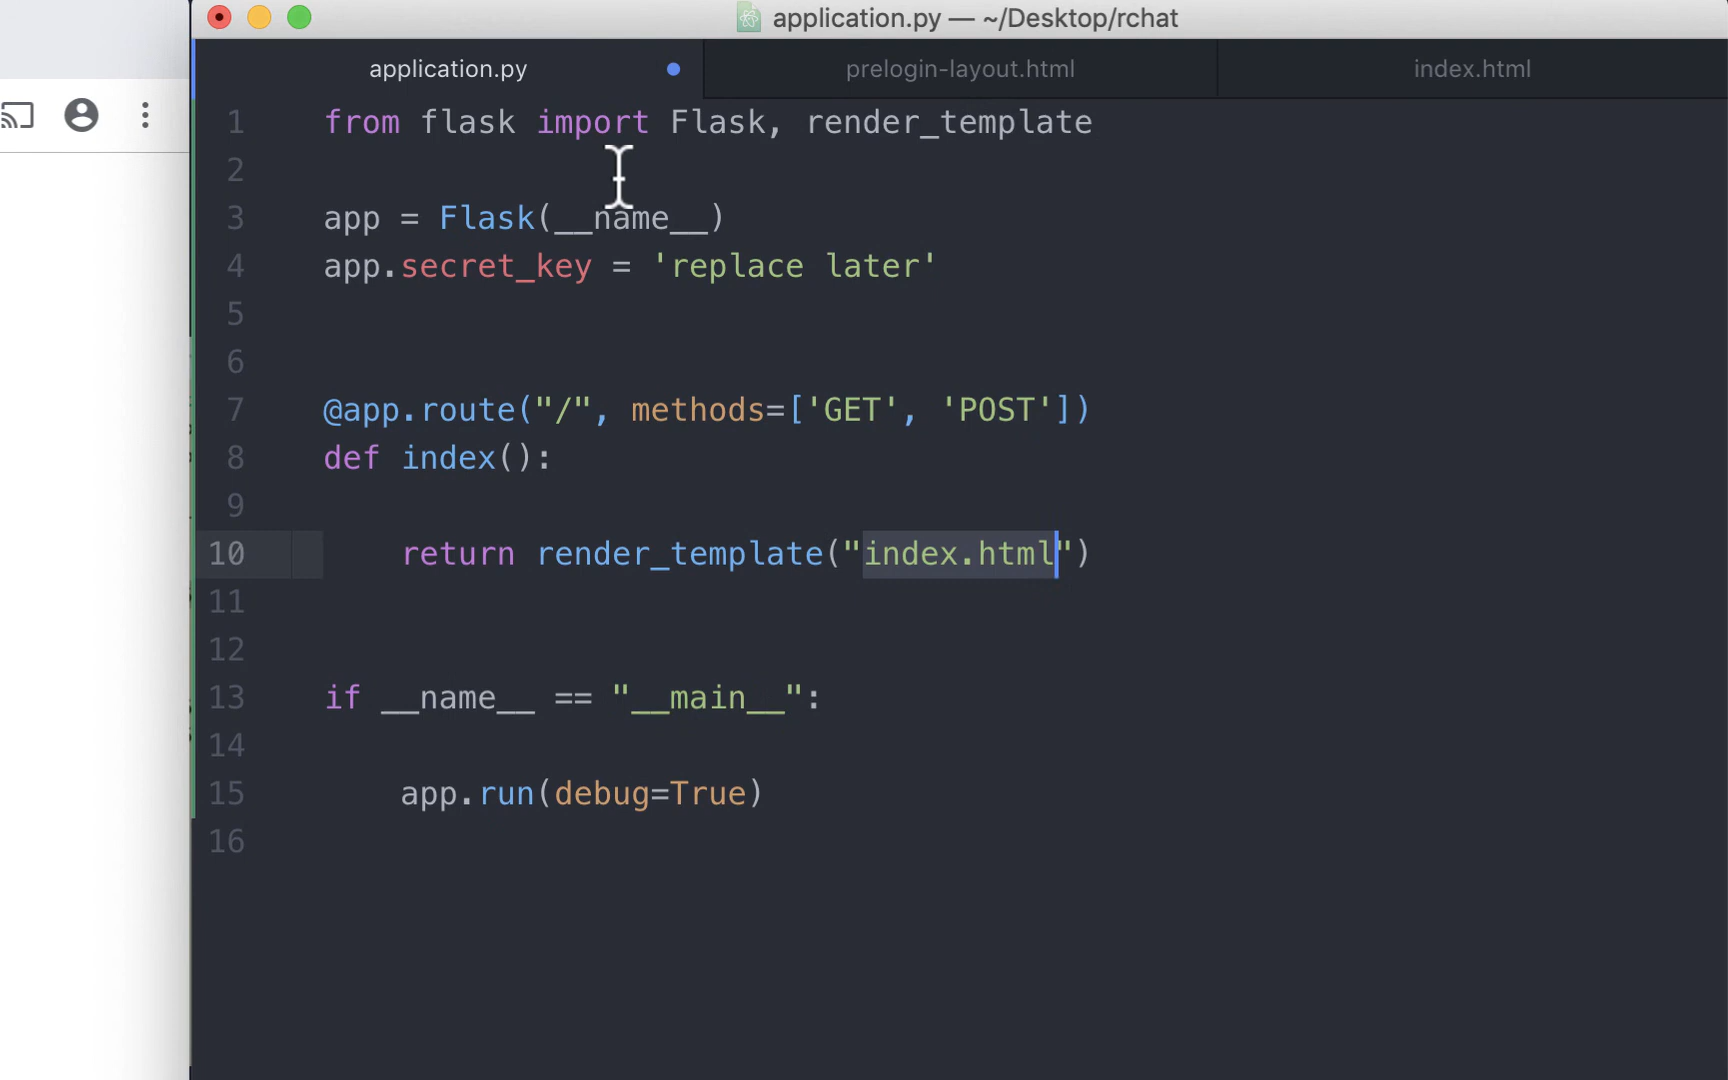 application.py — ~/Desktop/rchat
application.py prelogin-layout.html index.html
1 from flask import Flask, render_template
2
3 app = Flask(__name__)
4 app.secret_key = 'replace later'
5
6
7 @app.route("/", methods=['GET', 'POST'])
8 def index():
9
10 return render_template("index.html")
11
12
13 if __name__ == "__main__":
14
15 app.run(debug=True)
16